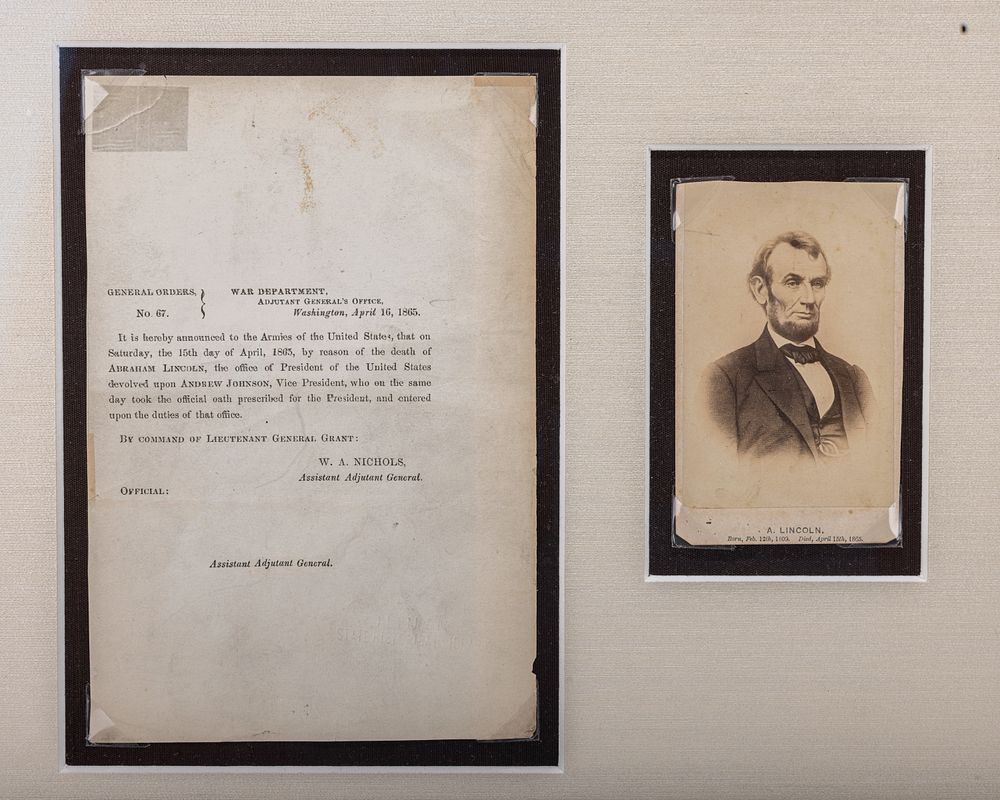 GENERAL ORDERS,
No. 67.
WAR DEPARTMENT,
ADJUTANT GENERAL'S OFFICE,
Washington, April 16, 1865.
It is hereby announced to the Armies of the United States, that on
Saturday, the 15th day of April, 1865, by reason of the death of
ABRAHAM LINCOLN, the office of President of the United States
devolved upon ANDREW JOHNSON, Vice President, who on the same
day took the official oath prescribed for the President, and entered
upon the duties of that office.
BY COMMAND OF LIEUTENANT GENERAL GRANT:
W. A. NICHOLS,
Assistant Adjutant General.
OFFICIAL:
Assistant Adjutant General.
A. LINCOLN,
Born, Feb. 12th, 1809. Died, April 15th, 1865.